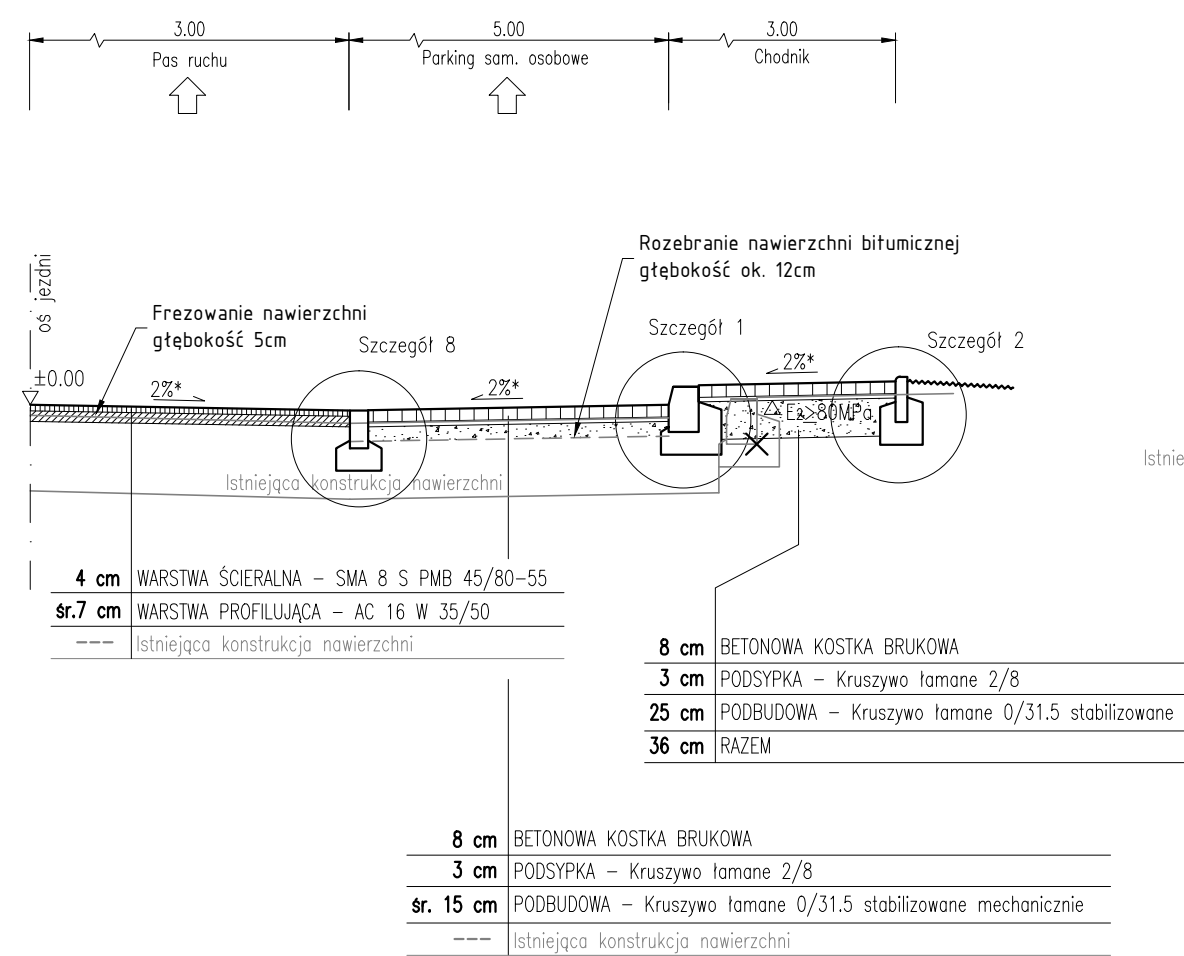 3.00 5.00 3.00
Pas ruchu Parking sam. osobowe Chodnik
oś jezdni
Rozebranie nawierzchni bitumicznej
głębokość ok. 12cm
Frezowanie nawierzchni
głębokość 5cm
Szczegół 8
Szczegół 1
Szczegół 2
±0.00
2%*
2%*
2%*
E₂>80MPa
Istniejąca konstrukcja nawierzchni
Istnie
4 cm WARSTWA ŚCIERALNA – SMA 8 S PMB 45/80–55
śr.7 cm WARSTWA PROFILUJĄCA – AC 16 W 35/50
––– Istniejąca konstrukcja nawierzchni
8 cm BETONOWA KOSTKA BRUKOWA
3 cm PODSYPKA – Kruszywo łamane 2/8
25 cm PODBUDOWA – Kruszywo łamane 0/31.5 stabilizowane
36 cm RAZEM
8 cm BETONOWA KOSTKA BRUKOWA
3 cm PODSYPKA – Kruszywo łamane 2/8
śr. 15 cm PODBUDOWA – Kruszywo łamane 0/31.5 stabilizowane mechanicznie
––– Istniejąca konstrukcja nawierzchni